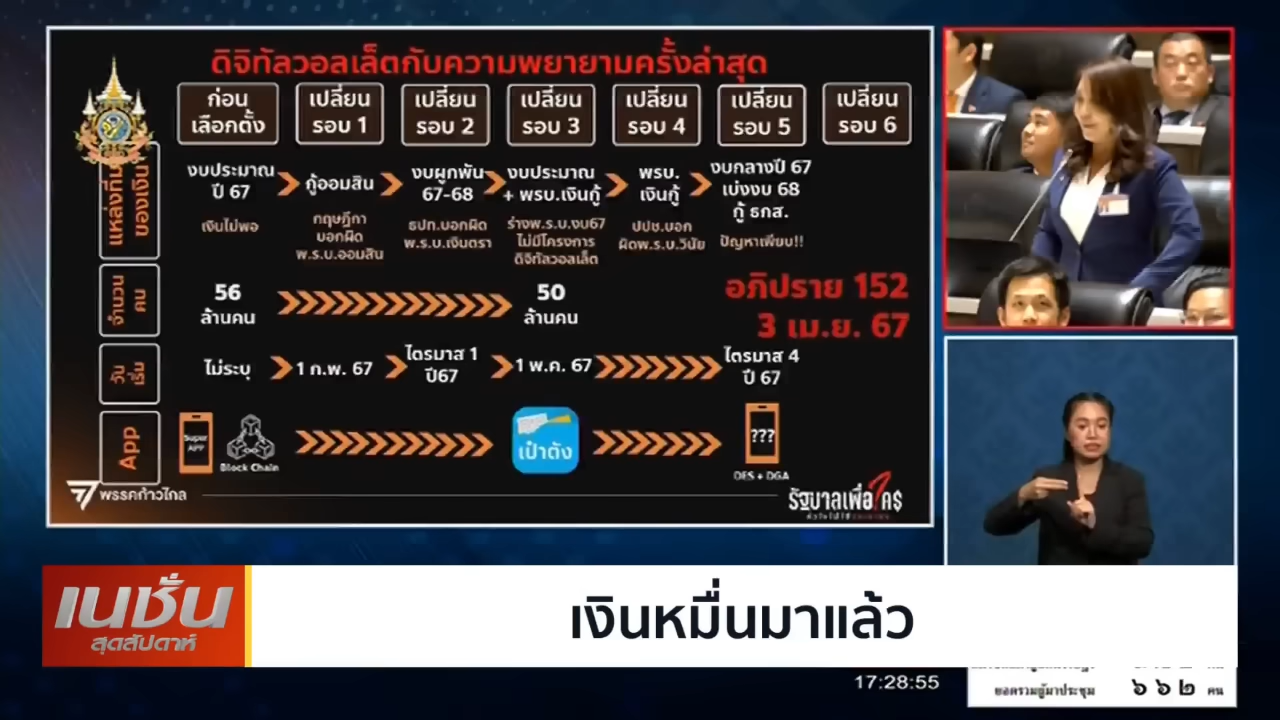 ดิจิทัลวอลเล็ตกับความพยายามครั้งล่าสุด
ก่อน
เลือกตั้ง
เปลี่ยน
รอบ 1
เปลี่ยน
รอบ 2
เปลี่ยน
รอบ 3
เปลี่ยน
รอบ 4
เปลี่ยน
รอบ 5
เปลี่ยน
รอบ 6
แหล่งที่มา
ของเงิน
งบประมาณ
ปี 67
เงินไม่พอ
กู้ออมสิน
กฤษฎีกา
บอกผิด
พ.ร.บ.ออมสิน
งบผูกพัน
67-68
ธปท.บอกผิด
พ.ร.บ.เงินตรา
งบประมาณ
+ พรบ.เงินกู้
ร่างพ.ร.บ.งบ67
ไม่มีโครงการ
ดิจิทัลวอลเล็ต
พรบ.
เงินกู้
ปปช.บอก
ผิดพ.ร.บ.วินัย
งบกลางปี 67
เบ่งงบ 68
กู้ ธกส.
ปัญหาเพียบ!!
จำนวน
คน
56
ล้านคน
50
ล้านคน
อภิปราย 152
3 เม.ย. 67
วัน
เริ่ม
ไม่ระบุ
1 ก.พ. 67
ไตรมาส 1
ปี67
1 พ.ค. 67
ไตรมาส 4
ปี 67
App
Super
APP
Block Chain
เป๋าตัง
???
DES + DGA
พรรคก้าวไกล
รัฐบาลเพื่อใคร
เนชั่น
สุดสัปดาห์
เงินหมื่นมาแล้ว
17:28:55
ยอดรวมผู้มาประชุม ๖๖๒ คน